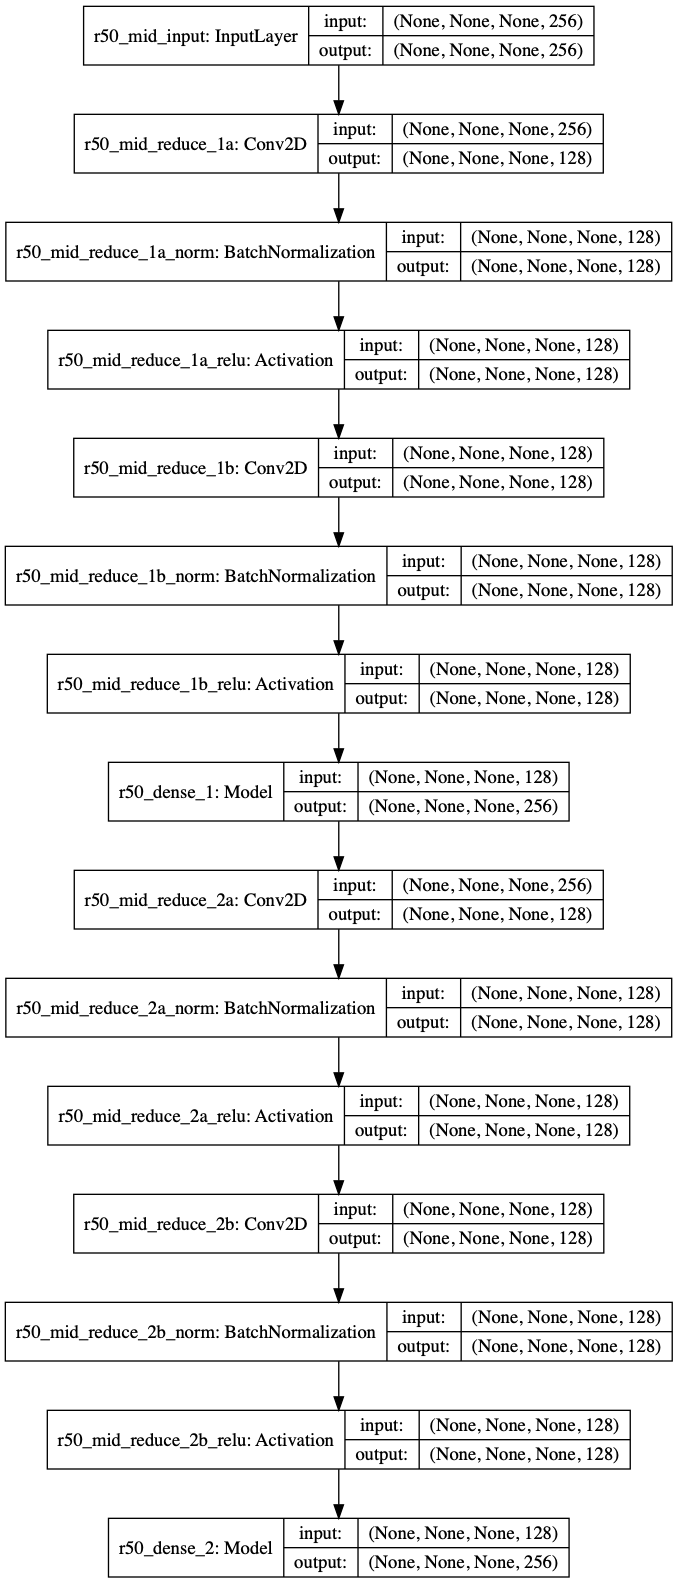 r50_mid_input: InputLayer
input: (None, None, None, 256)
output: (None, None, None, 256)
r50_mid_reduce_1a: Conv2D
input: (None, None, None, 256)
output: (None, None, None, 128)
r50_mid_reduce_1a_norm: BatchNormalization
input: (None, None, None, 128)
output: (None, None, None, 128)
r50_mid_reduce_1a_relu: Activation
input: (None, None, None, 128)
output: (None, None, None, 128)
r50_mid_reduce_1b: Conv2D
input: (None, None, None, 128)
output: (None, None, None, 128)
r50_mid_reduce_1b_norm: BatchNormalization
input: (None, None, None, 128)
output: (None, None, None, 128)
r50_mid_reduce_1b_relu: Activation
input: (None, None, None, 128)
output: (None, None, None, 128)
r50_dense_1: Model
input: (None, None, None, 128)
output: (None, None, None, 256)
r50_mid_reduce_2a: Conv2D
input: (None, None, None, 256)
output: (None, None, None, 128)
r50_mid_reduce_2a_norm: BatchNormalization
input: (None, None, None, 128)
output: (None, None, None, 128)
r50_mid_reduce_2a_relu: Activation
input: (None, None, None, 128)
output: (None, None, None, 128)
r50_mid_reduce_2b: Conv2D
input: (None, None, None, 128)
output: (None, None, None, 128)
r50_mid_reduce_2b_norm: BatchNormalization
input: (None, None, None, 128)
output: (None, None, None, 128)
r50_mid_reduce_2b_relu: Activation
input: (None, None, None, 128)
output: (None, None, None, 128)
r50_dense_2: Model
input: (None, None, None, 128)
output: (None, None, None, 256)